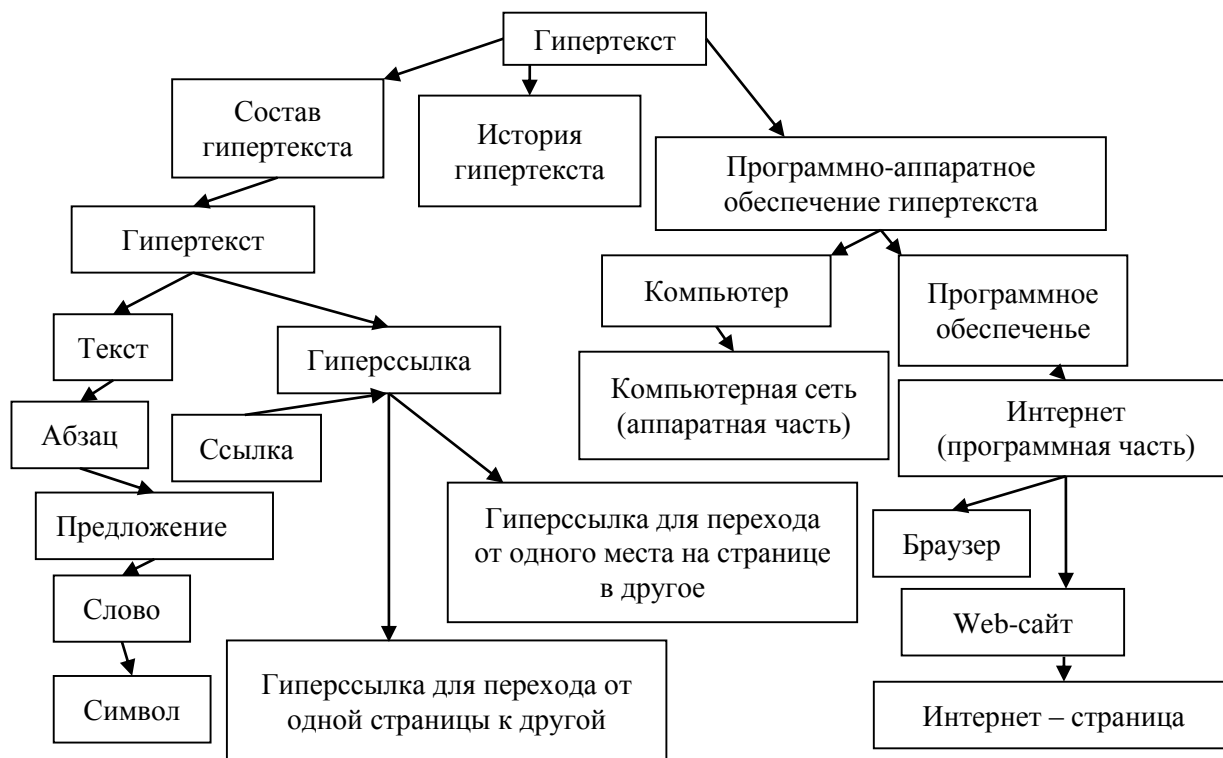 Гипертекст
Состав
гипертекста
История
гипертекста
Программно-аппаратное
обеспечение гипертекста
Гипертекст
Компьютер
Программное
обеспеченье
Текст
Гиперссылка
Компьютерная сеть
(аппаратная часть)
Интернет
(программная часть)
Абзац
Ссылка
Предложение
Гиперссылка для перехода
от одного места на странице
в другое
Браузер
Слово
Web-сайт
Символ
Гиперссылка для перехода от
одной страницы к другой
Интернет – страница